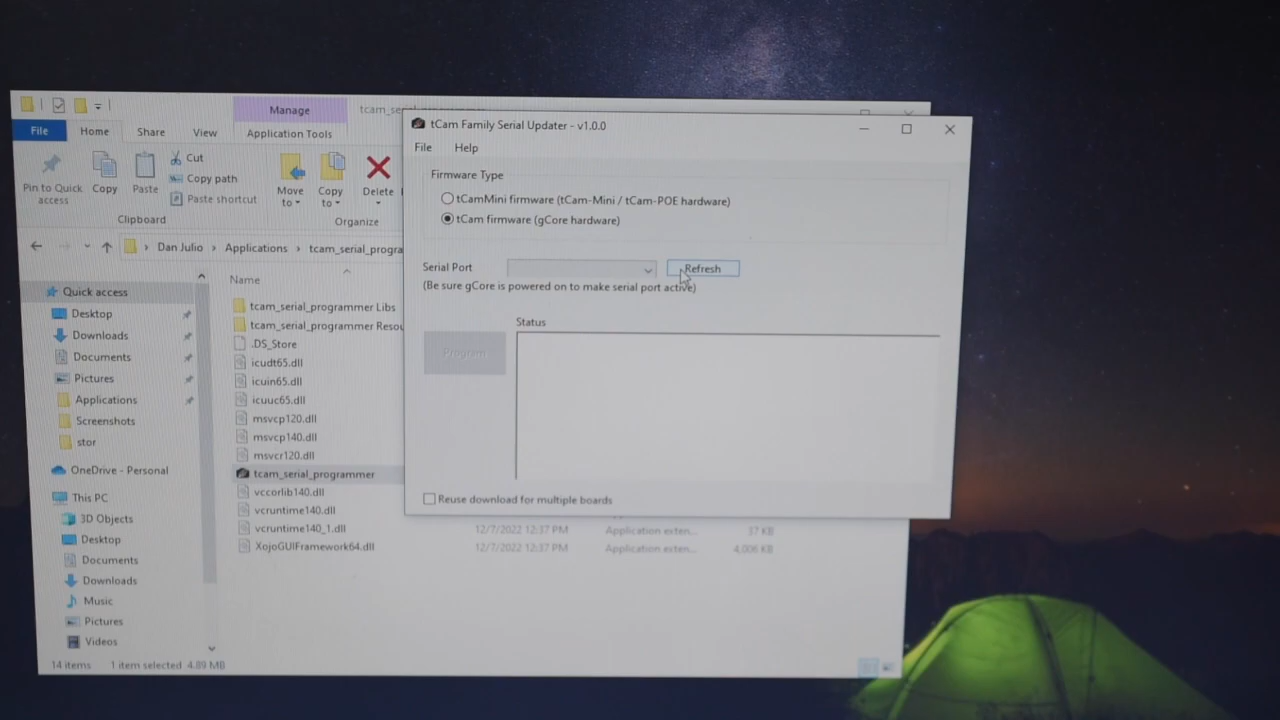 Manage
tcam_se
File
Home
Share
View
Application Tools
Pin to Quick access
Copy
Paste
Cut
Copy path
Paste shortcut
Move to
Copy to
Delete
Clipboard
Organize
Dan Julio > Applications > tcam_serial_progra
Name
Quick access
Desktop
Downloads
Documents
Pictures
Applications
Screenshots
stor
OneDrive - Personal
This PC
3D Objects
Desktop
Documents
Downloads
Music
Pictures
Videos
tcam_serial_programmer Libs
tcam_serial_programmer Resou
.DS_Store
icudt65.dll
icuin65.dll
icuuc65.dll
msvcp120.dll
msvcp140.dll
msvcr120.dll
tcam_serial_programmer
vccorlib140.dll
vcruntime140.dll 12/7/2022 12:37 PM Application exten... 37 KB
vcruntime140_1.dll
XojoGUIFramework64.dll 12/7/2022 12:37 PM Application exten... 4,006 KB
14 items 1 item selected 4.89 MB
tCam Family Serial Updater - v1.0.0
File Help
Firmware Type
tCamMini firmware (tCam-Mini / tCam-POE hardware)
tCam firmware (gCore hardware)
Serial Port Refresh
(Be sure gCore is powered on to make serial port active)
Status
Program
Reuse download for multiple boards